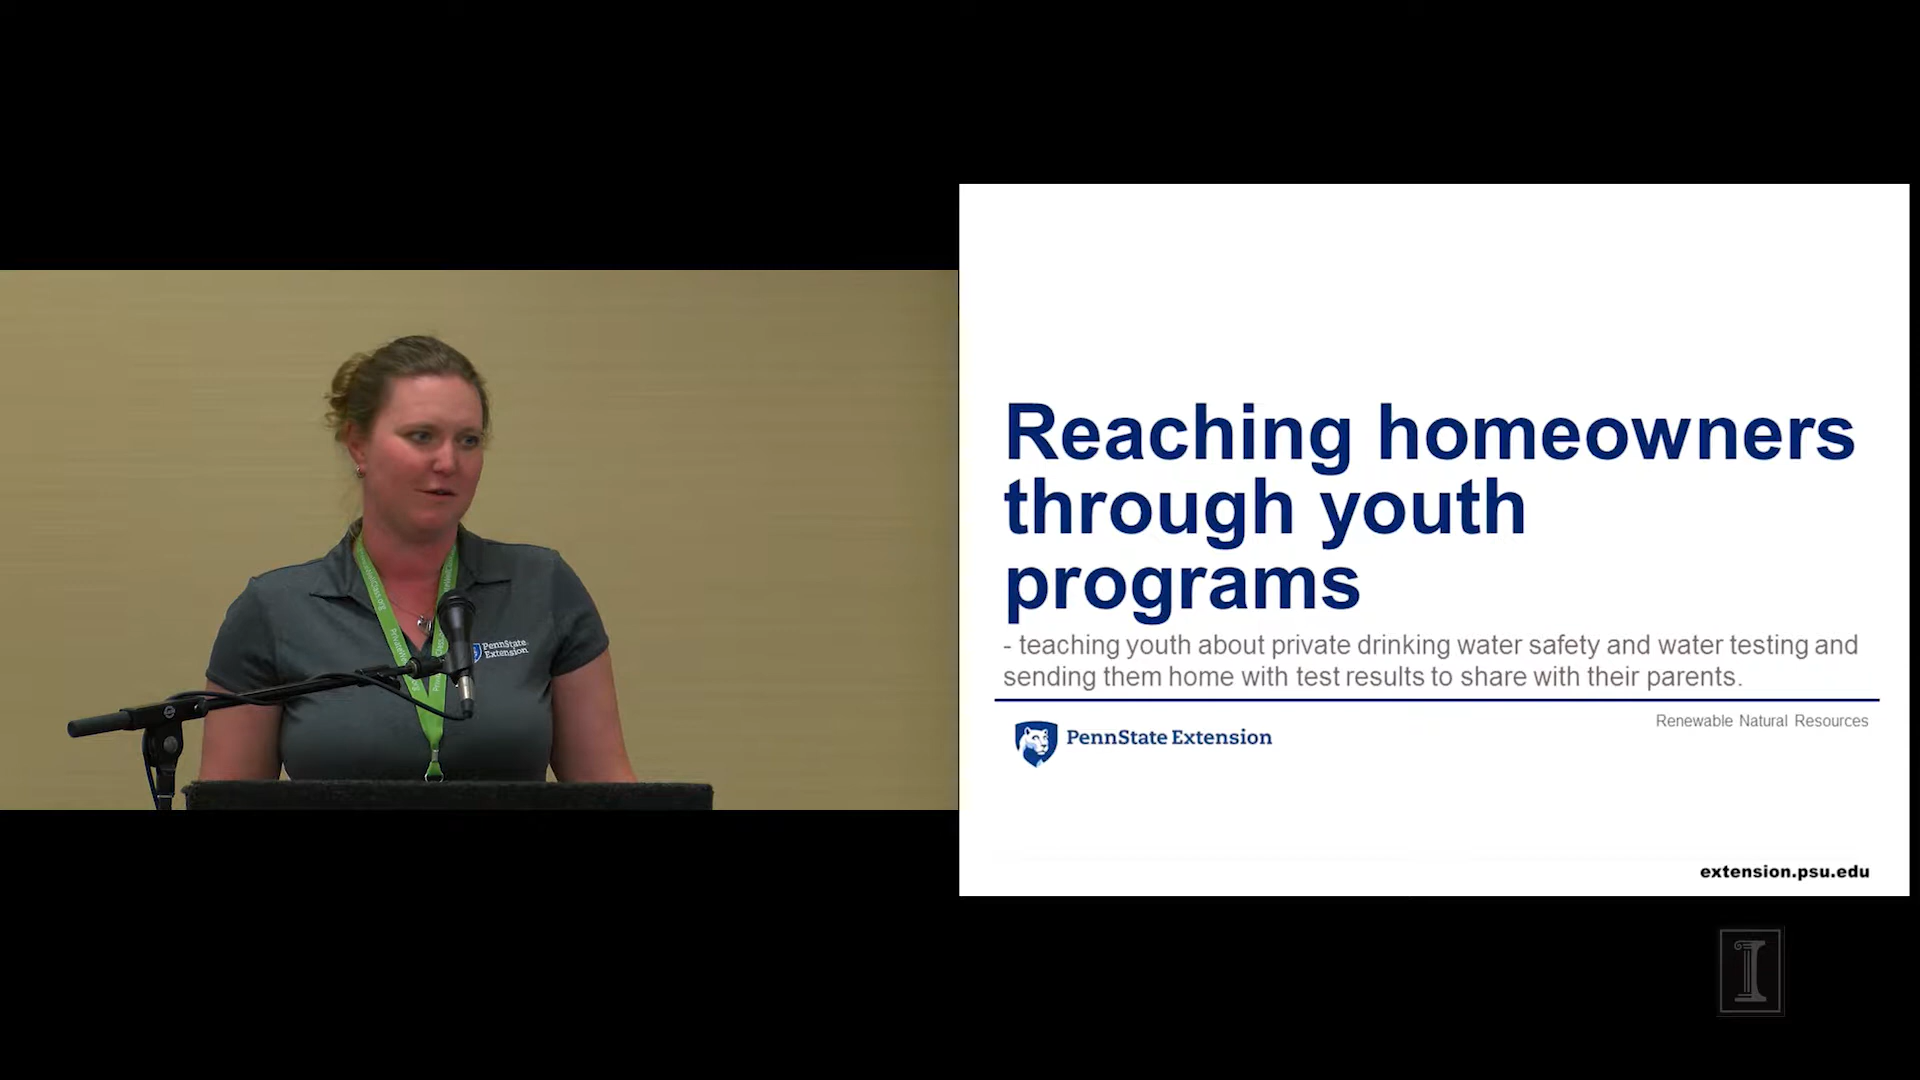 PennState
Extension
Reaching homeowners
through youth
programs
- teaching youth about private drinking water safety and water testing and
sending them home with test results to share with their parents.
Renewable Natural Resources
PennState Extension
extension.psu.edu
I